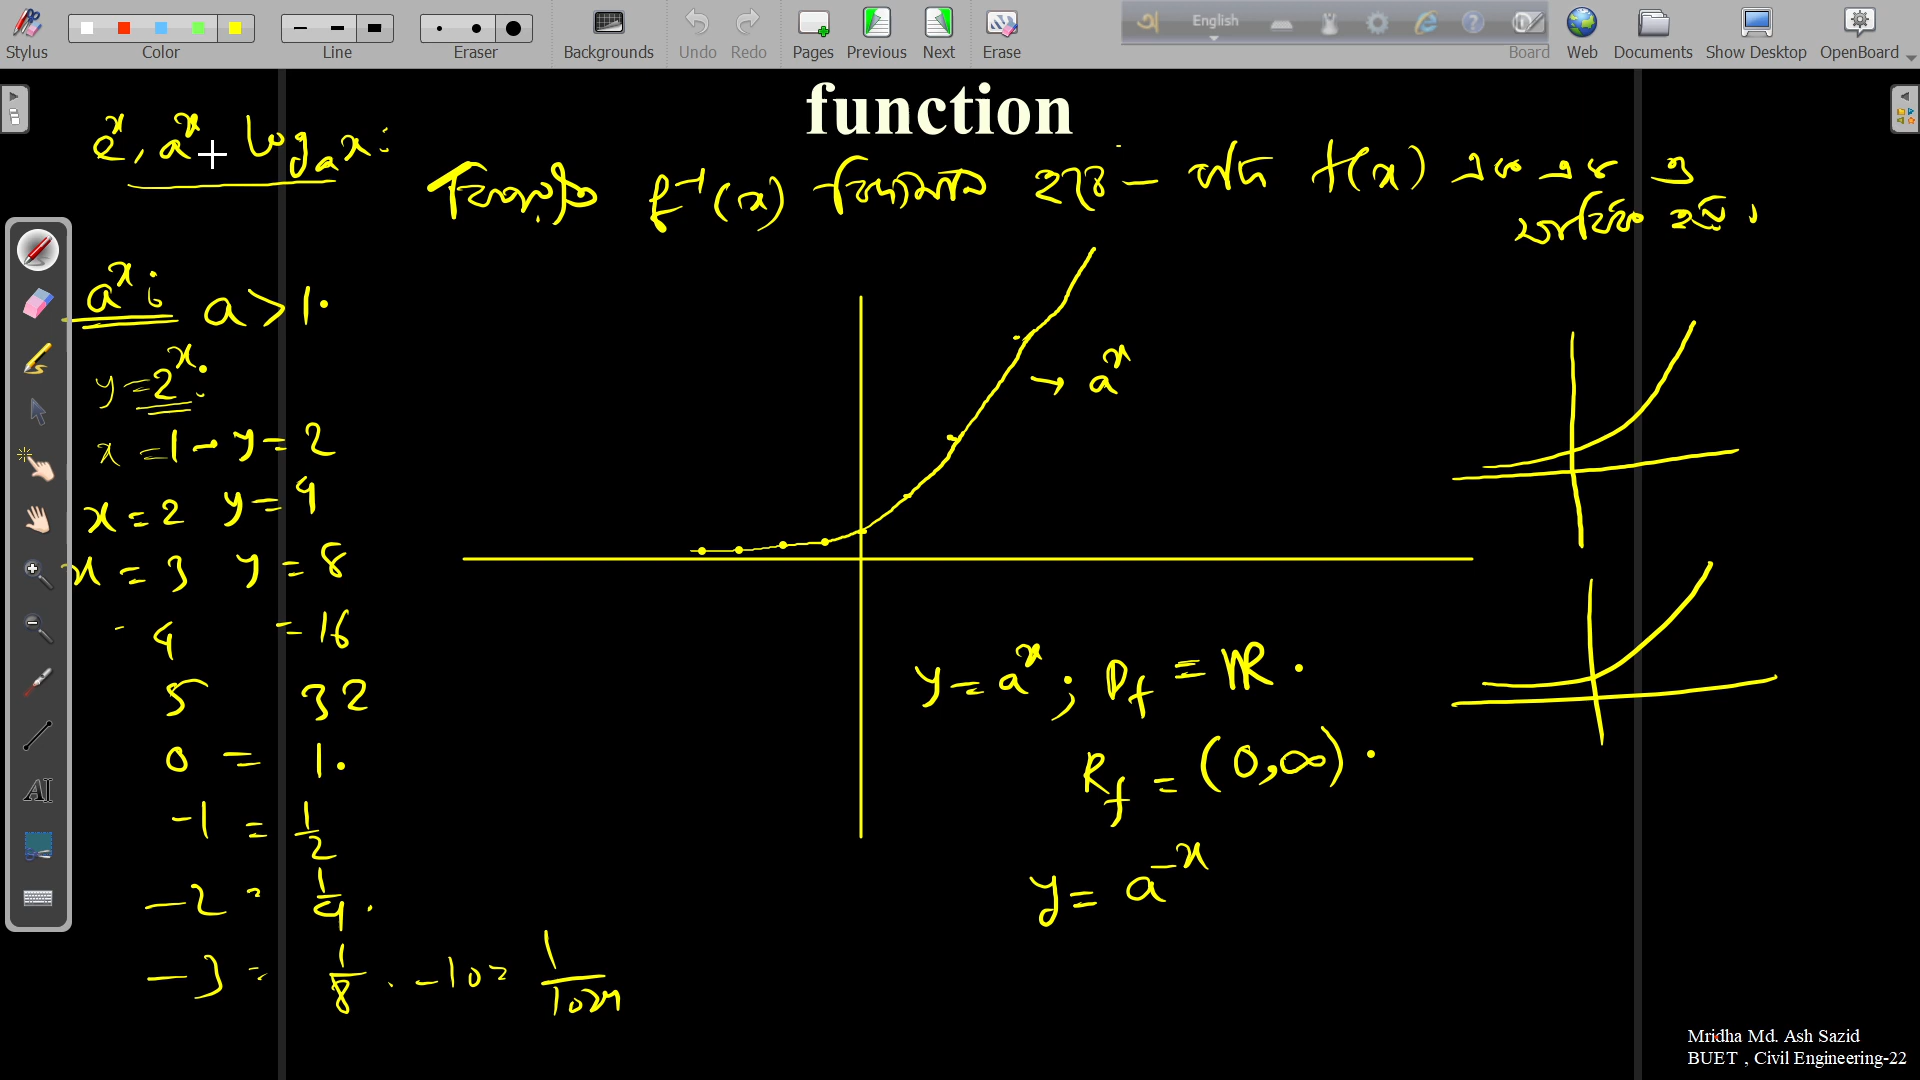 Stylus Color Line Eraser Backgrounds Undo Redo Pages Previous Next Erase English Board Web Documents Show Desktop OpenBoard
function
e^x, a^x, log_a x:
f⁻¹(x) বিদ্যমান হবে — যদি f(x) এক এক ও
সার্বিক হয়।
a^x: a>1.
y=2^x.
x=1 → y=2
x=2 y=4
x=3 y=8
4 =16
5 32
0 = 1.
-1 = 1/2
-2 = 1/4.
-3 = 1/8. -10= 1/1024
→ a^x
y=a^x; D_f = ℝ.
R_f = (0,∞).
y= a^-x
AI
Mridha Md. Ash Sazid
BUET , Civil Engineering-22